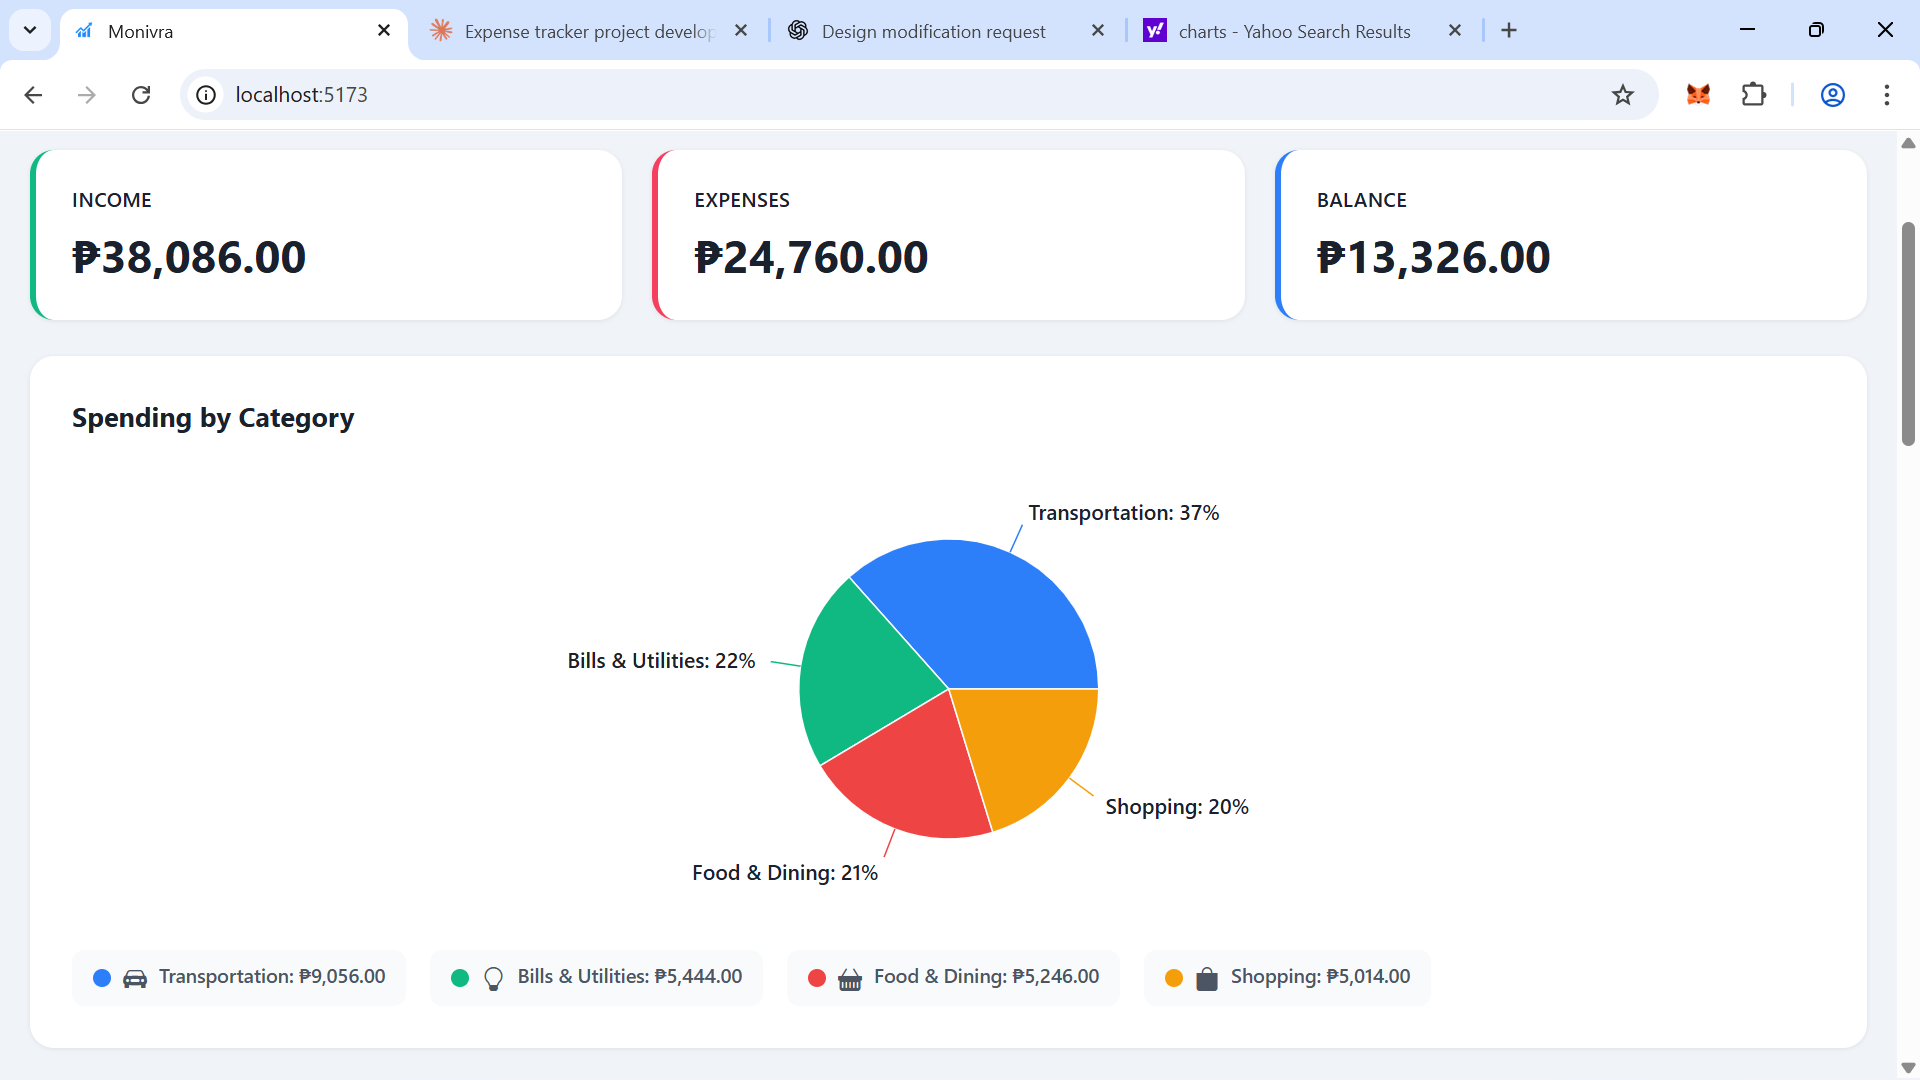 Monivra
Expense tracker project develop
Design modification request
charts - Yahoo Search Results
localhost:5173
INCOME
₱38,086.00
EXPENSES
₱24,760.00
BALANCE
₱13,326.00
Spending by Category
Transportation: 37%
Bills & Utilities: 22%
Shopping: 20%
Food & Dining: 21%
Transportation: ₱9,056.00
Bills & Utilities: ₱5,444.00
Food & Dining: ₱5,246.00
Shopping: ₱5,014.00